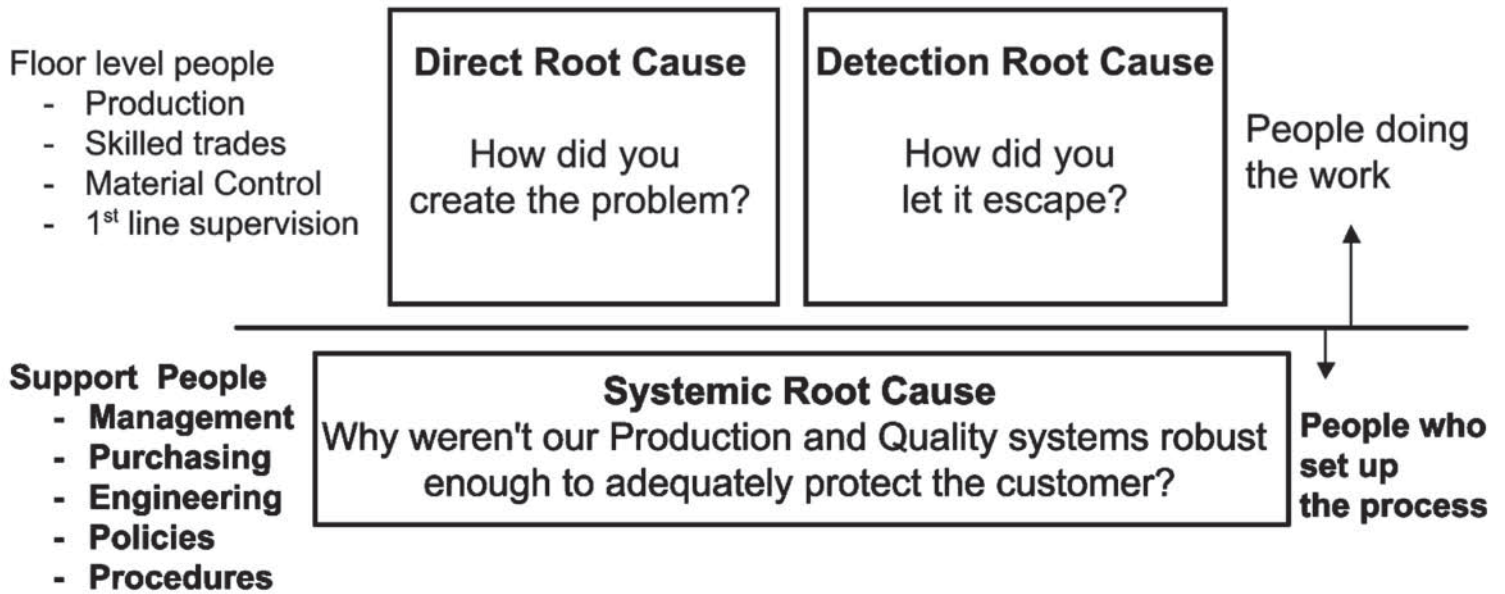 Floor level people
- Production
- Skilled trades
- Material Control
- 1st line supervision
Direct Root Cause
How did you
create the problem?
Detection Root Cause
How did you
let it escape?
People doing
the work
Support People
- Management
- Purchasing
- Engineering
- Policies
- Procedures
Systemic Root Cause
Why weren't our Production and Quality systems robust
enough to adequately protect the customer?
People who
set up
the process